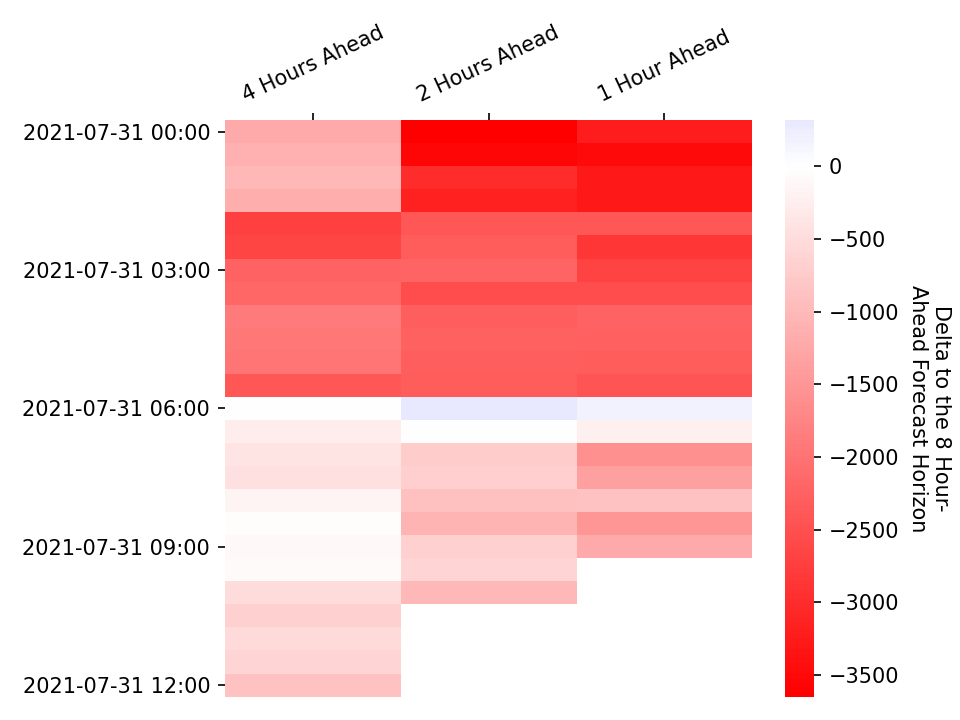 4 Hours Ahead
2 Hours Ahead
1 Hour Ahead
2021-07-31 00:00
2021-07-31 03:00
2021-07-31 06:00
2021-07-31 09:00
2021-07-31 12:00
0
−500
−1000
−1500
−2000
−2500
−3000
−3500
Delta to the 8 Hour-
Ahead Forecast Horizon